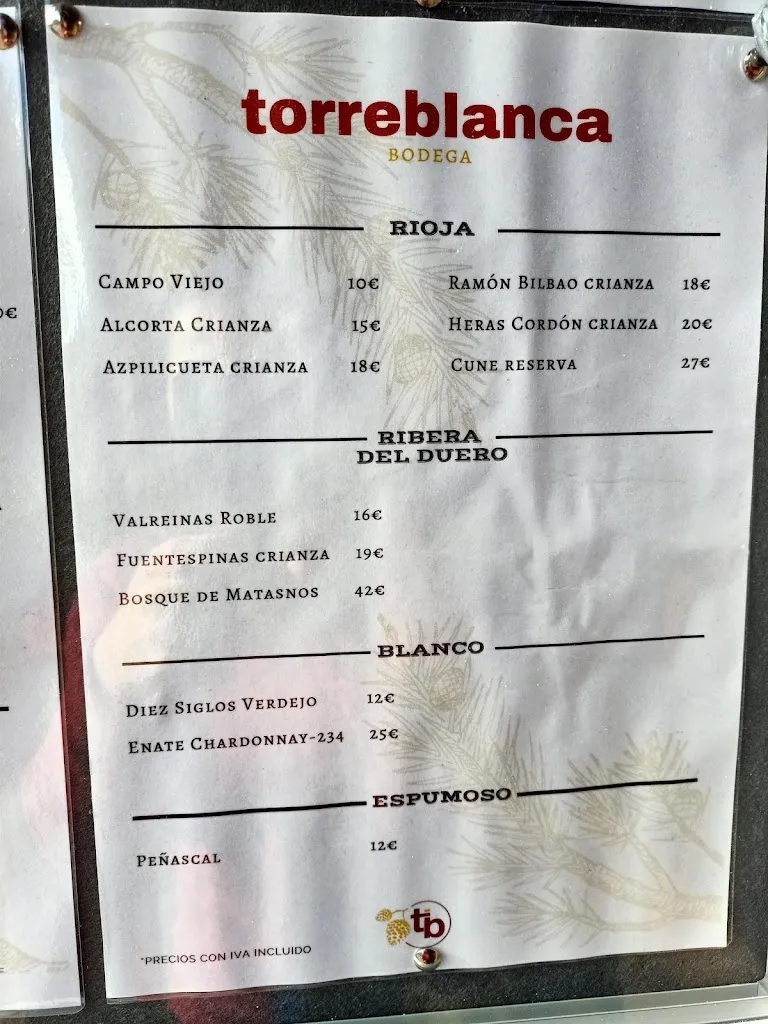 torreblanca
BODEGA
RIOJA
CAMPO VIEJO 10€
ALCORTA CRIANZA 15€
AZPILICUETA CRIANZA 18€
RAMÓN BILBAO CRIANZA 18€
HERAS CORDÓN CRIANZA 20€
CUNE RESERVA 27€
RIBERA
DEL DUERO
VALREINAS ROBLE 16€
FUENTESPINAS CRIANZA 19€
BOSQUE DE MATASNOS 42€
BLANCO
DIEZ SIGLOS VERDEJO 12€
ENATE CHARDONNAY-234 25€
ESPUMOSO
PEÑASCAL 12€
tb
*PRECIOS CON IVA INCLUIDO